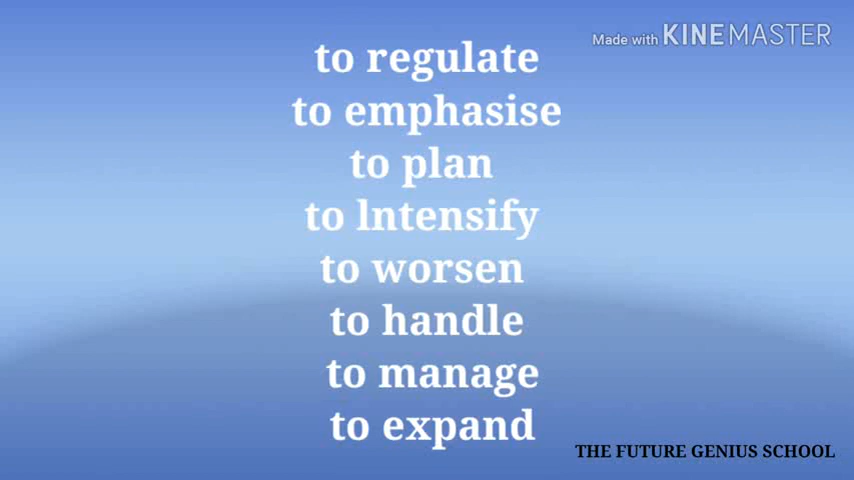 Made with KINEMASTER
to regulate
to emphasise
to plan
to lntensify
to worsen
to handle
to manage
to expand
THE FUTURE GENIUS SCHOOL